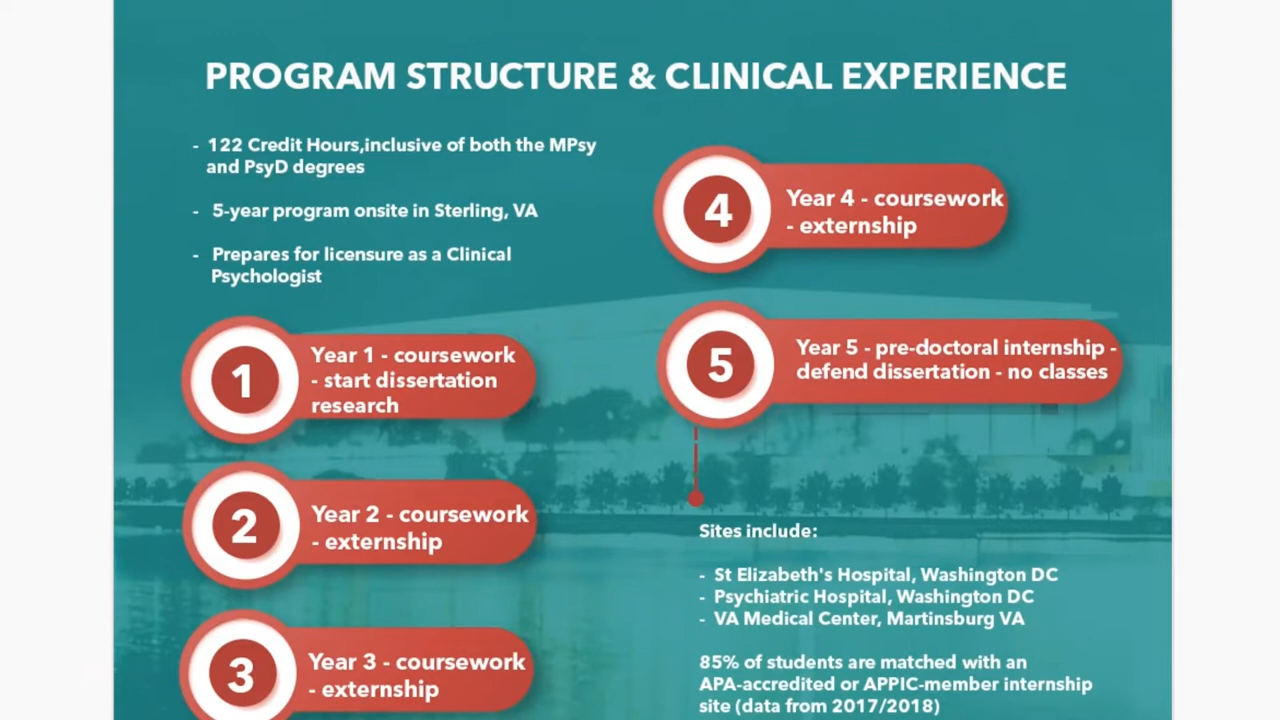 PROGRAM STRUCTURE & CLINICAL EXPERIENCE
- 122 Credit Hours,inclusive of both the MPsy
and PsyD degrees
- 5-year program onsite in Sterling, VA
- Prepares for licensure as a Clinical
Psychologist
1
Year 1 - coursework
- start dissertation
research
2
Year 2 - coursework
- externship
3
Year 3 - coursework
- externship
4
Year 4 - coursework
- externship
5
Year 5 - pre-doctoral internship -
defend dissertation - no classes
Sites include:
- St Elizabeth's Hospital, Washington DC
- Psychiatric Hospital, Washington DC
- VA Medical Center, Martinsburg VA
85% of students are matched with an
APA-accredited or APPIC-member internship
site (data from 2017/2018)